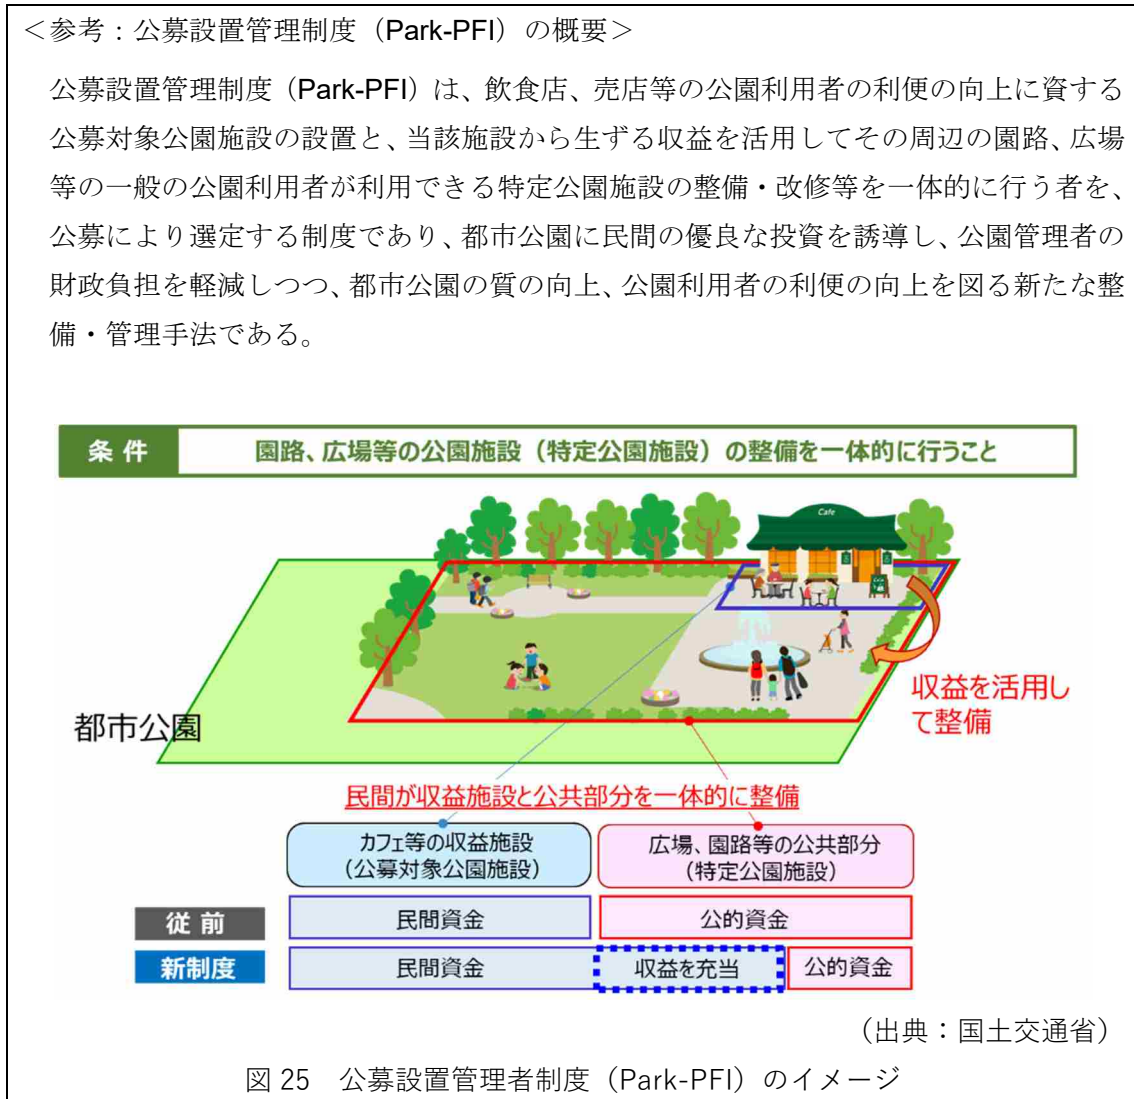 ＜参考：公募設置管理制度（Park-PFI）の概要＞
公募設置管理制度（Park-PFI）は、飲食店、売店等の公園利用者の利便の向上に資する
公募対象公園施設の設置と、当該施設から生ずる収益を活用してその周辺の園路、広場
等の一般の公園利用者が利用できる特定公園施設の整備・改修等を一体的に行う者を、
公募により選定する制度であり、都市公園に民間の優良な投資を誘導し、公園管理者の
財政負担を軽減しつつ、都市公園の質の向上、公園利用者の利便の向上を図る新たな整
備・管理手法である。
条件 園路、広場等の公園施設（特定公園施設）の整備を一体的に行うこと
Cafe
収益を活用し
て整備
都市公園
民間が収益施設と公共部分を一体的に整備
カフェ等の収益施設
（公募対象公園施設）
広場、園路等の公共部分
（特定公園施設）
従前 民間資金 公的資金
新制度 民間資金 収益を充当 公的資金
（出典：国土交通省）
図 25　公募設置管理者制度（Park-PFI）のイメージ